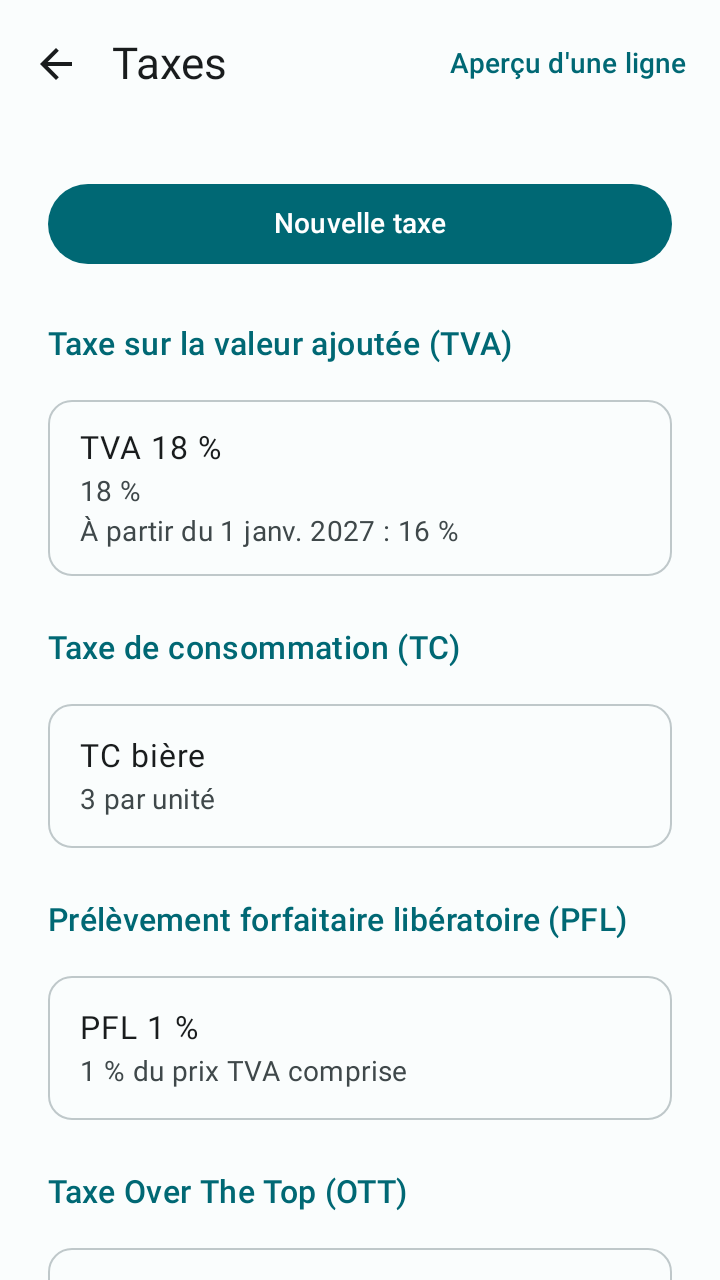 Taxes
Aperçu d'une ligne
Nouvelle taxe
Taxe sur la valeur ajoutée (TVA)
TVA 18 %
18 %
À partir du 1 janv. 2027 : 16 %
Taxe de consommation (TC)
TC bière
3 par unité
Prélèvement forfaitaire libératoire (PFL)
PFL 1 %
1 % du prix TVA comprise
Taxe Over The Top (OTT)